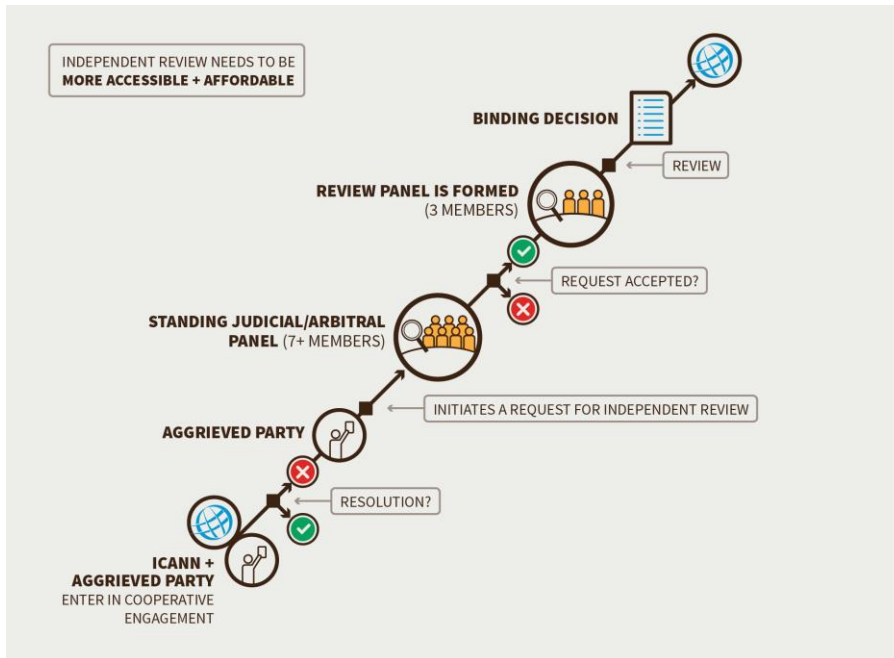 INDEPENDENT REVIEW NEEDS TO BE
MORE ACCESSIBLE + AFFORDABLE
BINDING DECISION
REVIEW
REVIEW PANEL IS FORMED
(3 MEMBERS)
REQUEST ACCEPTED?
STANDING JUDICIAL/ARBITRAL
PANEL (7+ MEMBERS)
INITIATES A REQUEST FOR INDEPENDENT REVIEW
AGGRIEVED PARTY
RESOLUTION?
ICANN +
AGGRIEVED PARTY
ENTER IN COOPERATIVE
ENGAGEMENT